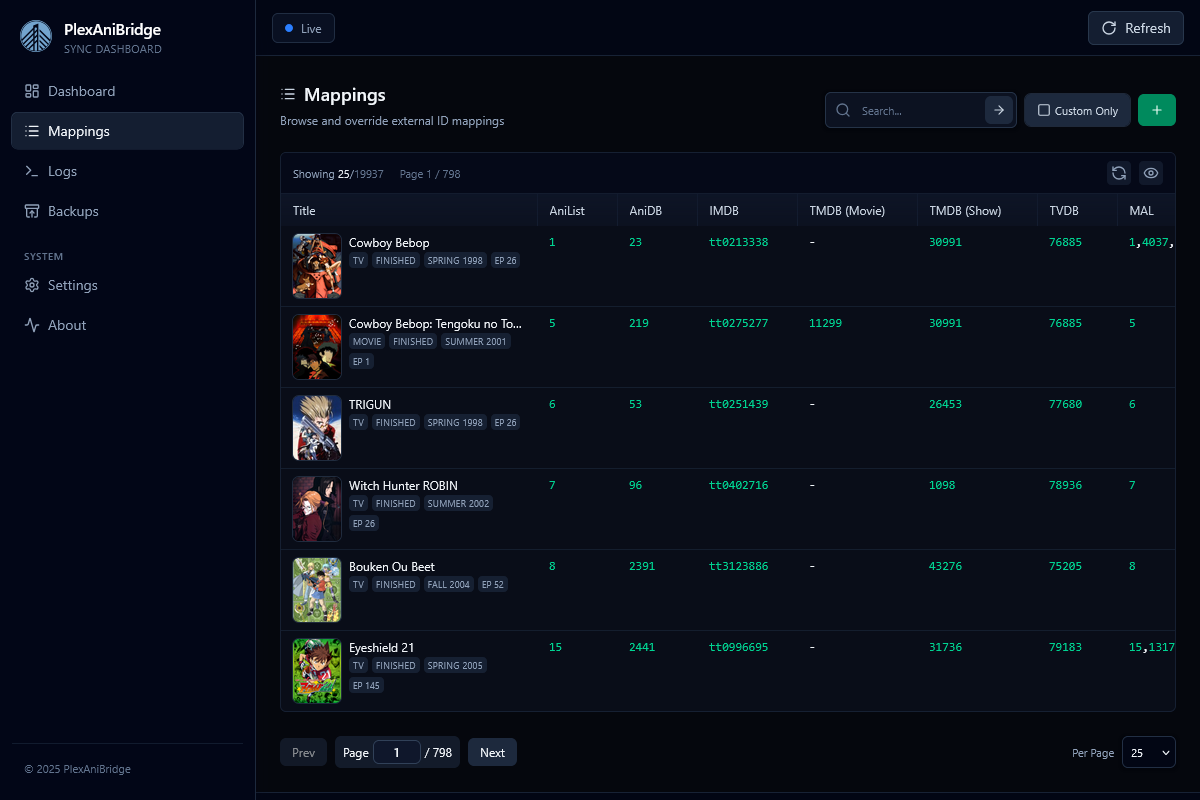 PlexAniBridge
SYNC DASHBOARD
Dashboard
Mappings
Logs
Backups
SYSTEM
Settings
About
© 2025 PlexAniBridge
Live
Refresh
Mappings
Browse and override external ID mappings
Search...
Custom Only
+
Showing 25/19937 Page 1 / 798
Title AniList AniDB IMDB TMDB (Movie) TMDB (Show) TVDB MAL
Cowboy Bebop 1 23 tt0213338 - 30991 76885 1,4037,
TV FINISHED SPRING 1998 EP 26
Cowboy Bebop: Tengoku no To... 5 219 tt0275277 11299 30991 76885 5
MOVIE FINISHED SUMMER 2001
EP 1
TRIGUN 6 53 tt0251439 - 26453 77680 6
TV FINISHED SPRING 1998 EP 26
Witch Hunter ROBIN 7 96 tt0402716 - 1098 78936 7
TV FINISHED SUMMER 2002
EP 26
Bouken Ou Beet 8 2391 tt3123886 - 43276 75205 8
TV FINISHED FALL 2004 EP 52
Eyeshield 21 15 2441 tt0996695 - 31736 79183 15,1317
TV FINISHED SPRING 2005
EP 145
Prev Page 1 / 798 Next Per Page 25